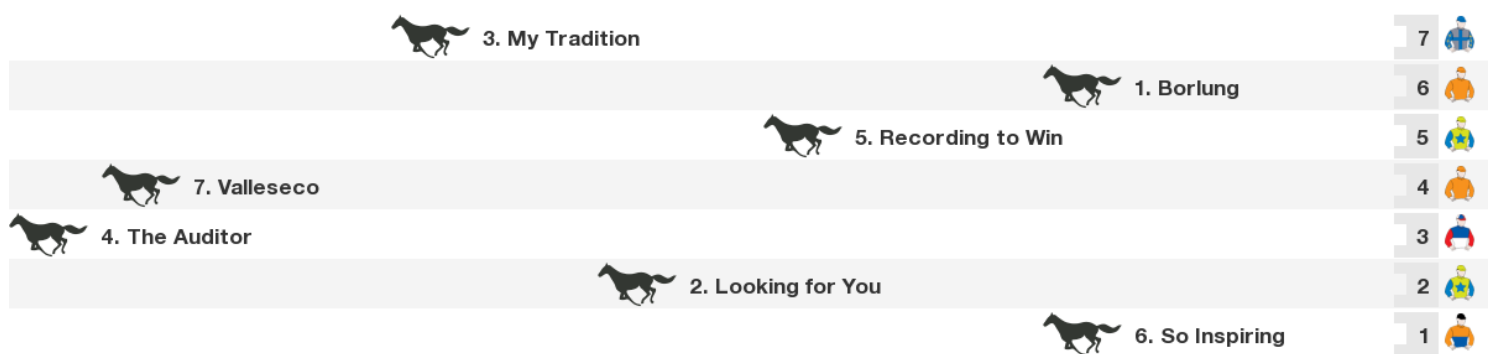 3. My Tradition 7
1. Borlung 6
5. Recording to Win 5
7. Valleseco 4
4. The Auditor 3
2. Looking for You 2
6. So Inspiring 1